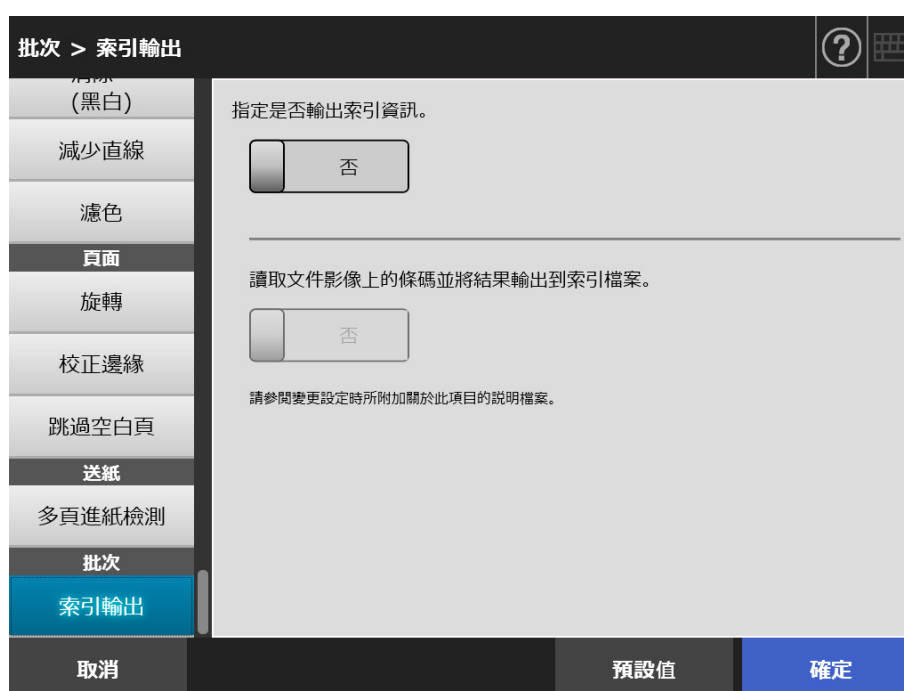 批次 > 索引輸出
(黑白)
減少直線
濾色
頁面
旋轉
校正邊緣
跳過空白頁
送紙
多頁進紙檢測
批次
索引輸出
指定是否輸出索引資訊。
否
讀取文件影像上的條碼並將結果輸出到索引檔案。
否
請參閱變更設定時所附加關於此項目的說明檔案。
取消
預設值
確定